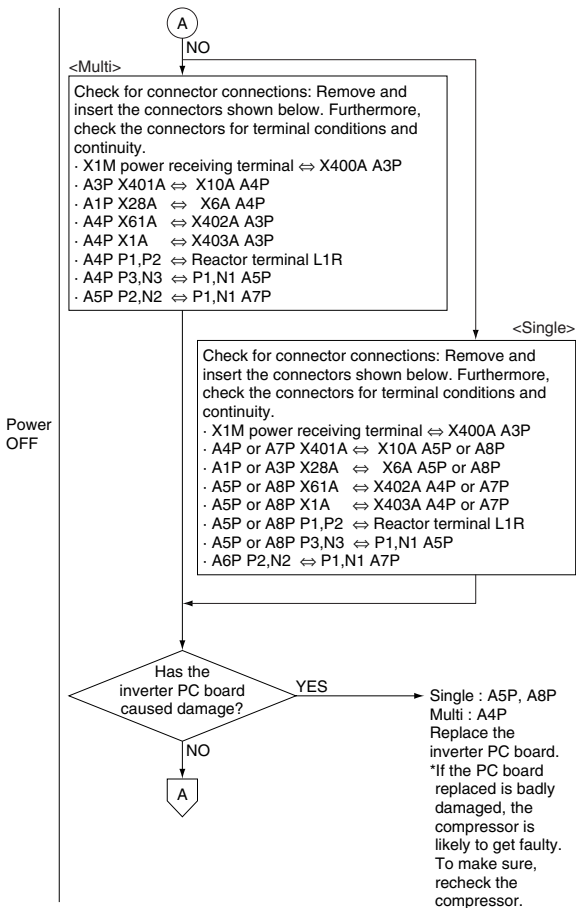 A
NO
<Multi>
Check for connector connections: Remove and
insert the connectors shown below. Furthermore,
check the connectors for terminal conditions and
continuity.
· X1M power receiving terminal ⇔ X400A A3P
· A3P X401A ⇔ X10A A4P
· A1P X28A ⇔ X6A A4P
· A4P X61A ⇔ X402A A3P
· A4P X1A ⇔ X403A A3P
· A4P P1,P2 ⇔ Reactor terminal L1R
· A4P P3,N3 ⇔ P1,N1 A5P
· A5P P2,N2 ⇔ P1,N1 A7P
<Single>
Check for connector connections: Remove and
insert the connectors shown below. Furthermore,
check the connectors for terminal conditions and
continuity.
· X1M power receiving terminal ⇔ X400A A3P
· A4P or A7P X401A ⇔ X10A A5P or A8P
· A1P or A3P X28A ⇔ X6A A5P or A8P
· A5P or A8P X61A ⇔ X402A A4P or A7P
· A5P or A8P X1A ⇔ X403A A4P or A7P
· A5P or A8P P1,P2 ⇔ Reactor terminal L1R
· A5P or A8P P3,N3 ⇔ P1,N1 A5P
· A6P P2,N2 ⇔ P1,N1 A7P
Power
OFF
Has the
inverter PC board
caused damage?
YES
Single : A5P, A8P
Multi : A4P
Replace the
inverter PC board.
*If the PC board
replaced is badly
damaged, the
compressor is
likely to get faulty.
To make sure,
recheck the
compressor.
NO
A